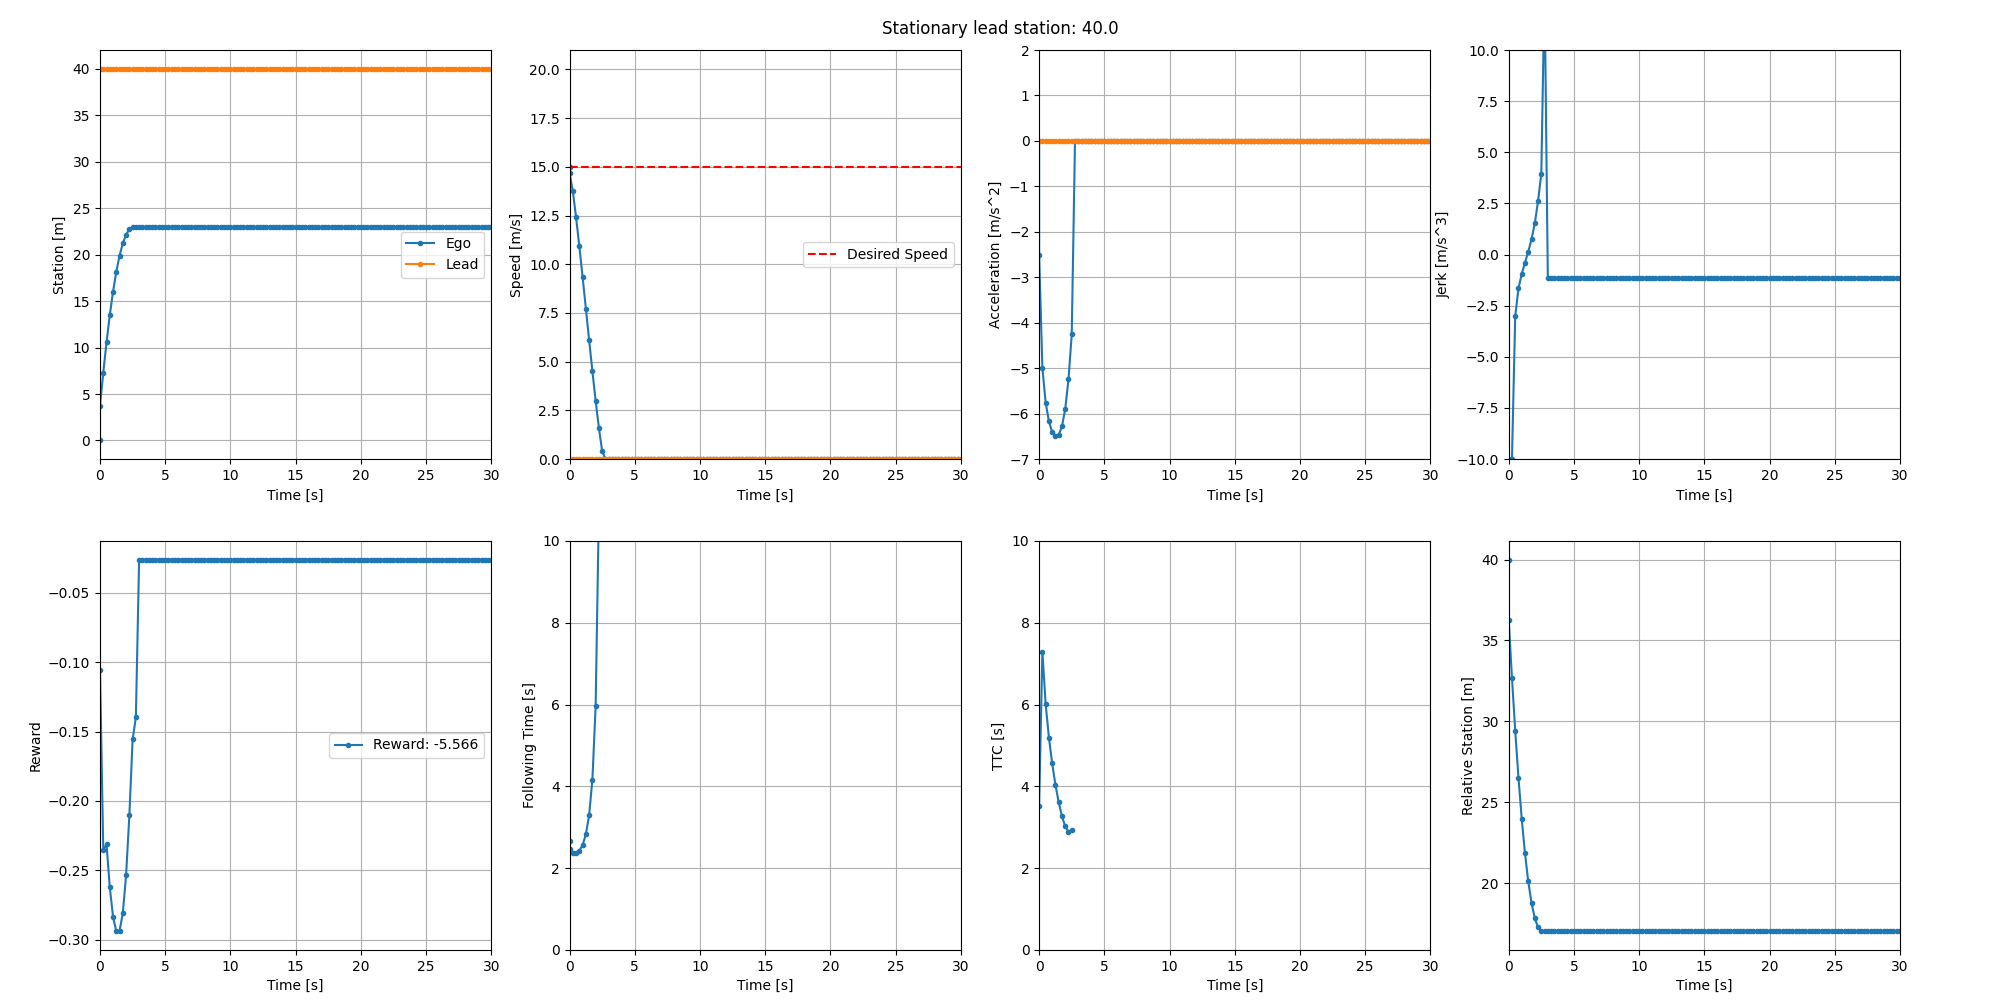 Stationary lead station: 40.0
Station [m]
40
35
30
25
20
15
10
5
0
Ego
Lead
0 5 10 15 20 25 30
Time [s]
Speed [m/s]
20.0
17.5
15.0
12.5
10.0
7.5
5.0
2.5
0.0
Desired Speed
0 5 10 15 20 25 30
Time [s]
Acceleration [m/s^2]
2
1
0
−1
−2
−3
−4
−5
−6
−7
0 5 10 15 20 25 30
Time [s]
Jerk [m/s^3]
10.0
7.5
5.0
2.5
0.0
−2.5
−5.0
−7.5
−10.0
0 5 10 15 20 25 30
Time [s]
Reward
−0.05
−0.10
−0.15
−0.20
−0.25
−0.30
Reward: -5.566
0 5 10 15 20 25 30
Time [s]
Following Time [s]
10
8
6
4
2
0
0 5 10 15 20 25 30
Time [s]
TTC [s]
10
8
6
4
2
0
0 5 10 15 20 25 30
Time [s]
Relative Station [m]
40
35
30
25
20
0 5 10 15 20 25 30
Time [s]